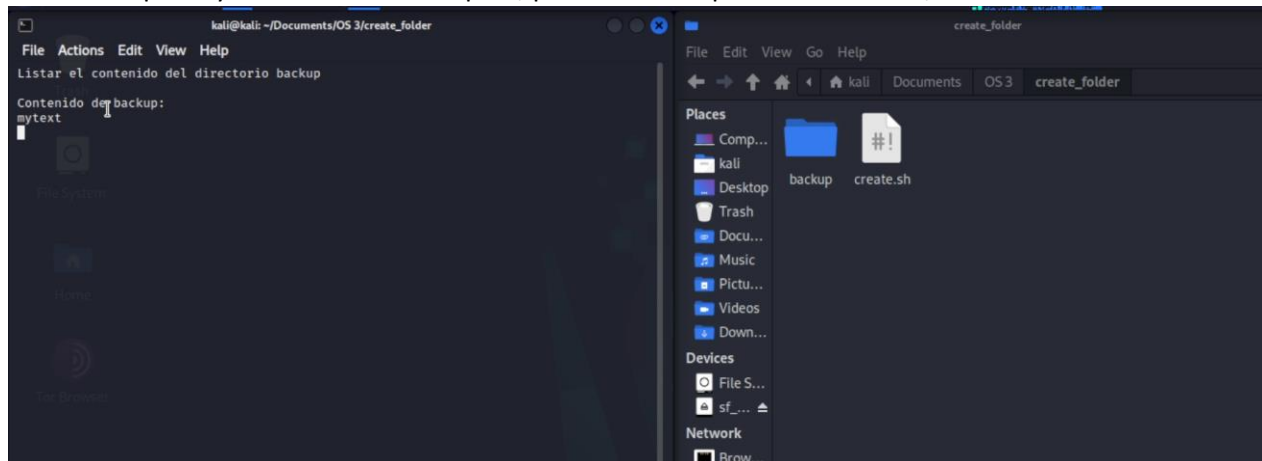 kali@kali: ~/Documents/OS 3/create_folder
File Actions Edit View Help
Listar el contenido del directorio backup
Contenido de backup:
mytext
File System
Home
Tor Browser
create_folder
File Edit View Go Help
kali Documents OS 3 create_folder
Places
Comp...
kali
Desktop
Trash
Docu...
Music
Pictu...
Videos
Down...
Devices
File S...
sf_...
Network
Brow...
backup create.sh
#!